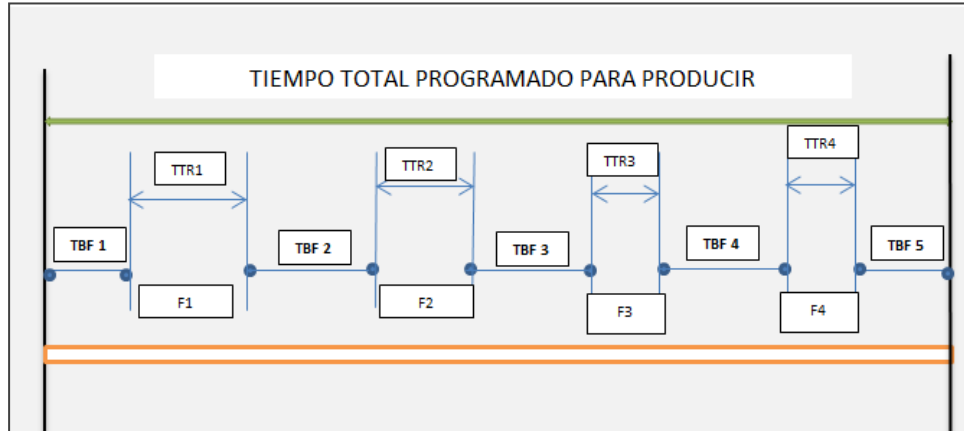 TIEMPO TOTAL PROGRAMADO PARA PRODUCIR
TTR1
TTR2
TTR3
TTR4
TBF 1
TBF 2
TBF 3
TBF 4
TBF 5
F1
F2
F3
F4